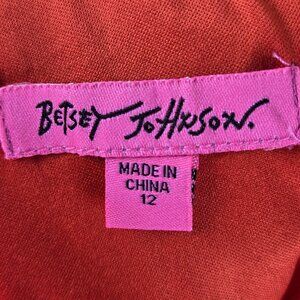 BETSEY JOHNSON.
MADE IN
CHINA
12